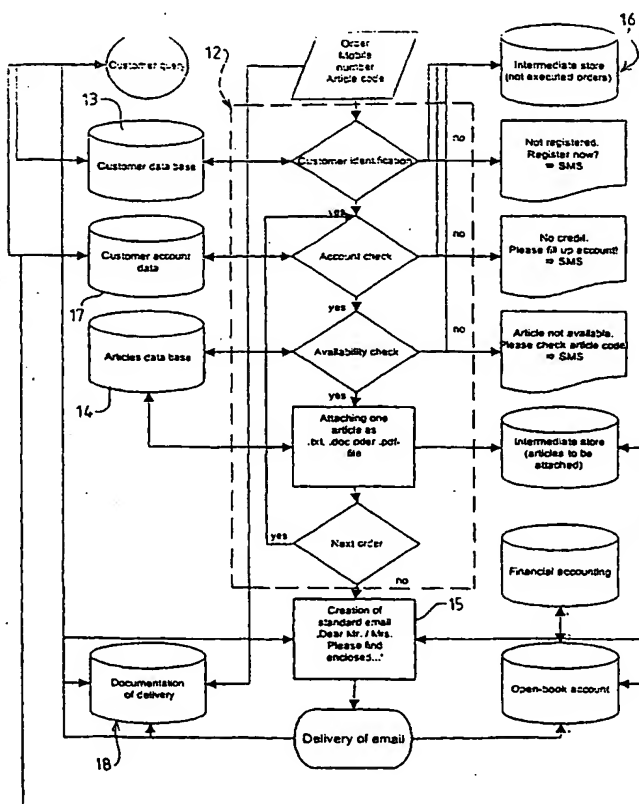 Customer query
Order
Mobile
number
Article code
16
Intermediate store
(not executed orders)
12
13
Customer data base
Customer identification
no
Not registered.
Register now?
⇒ SMS
yes
Customer account
data
17
Account check
no
No credit.
Please fill up account!
⇒ SMS
yes
Articles data base
14
Availability check
no
Article not available.
Please check article code.
⇒ SMS
yes
Attaching one
article as
.txt, .doc oder .pdf-
file
Intermediate store
(articles to be
attached)
yes
Next order
no
Financial accounting
Creation of
standard email
„Dear Mr. / Mrs.
Please find
enclosed..."
15
Documentation
of delivery
18
Open-book account
Delivery of email